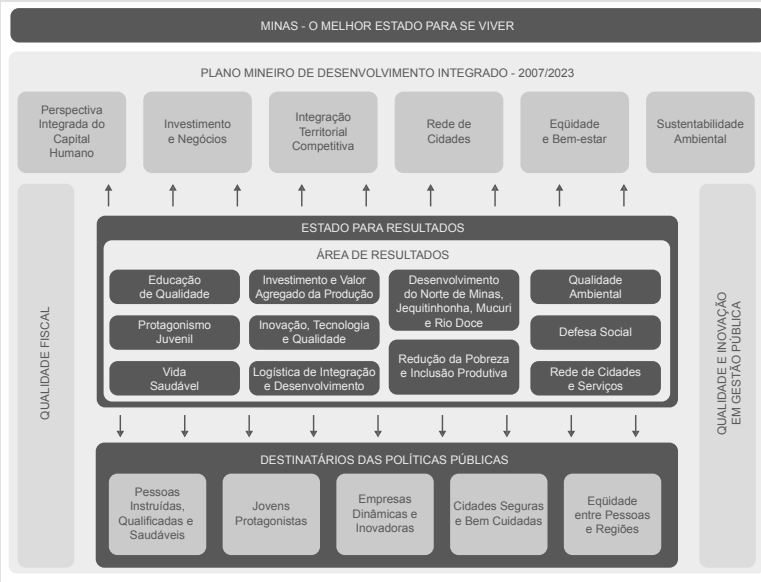 MINAS - O MELHOR ESTADO PARA SE VIVER
PLANO MINEIRO DE DESENVOLVIMENTO INTEGRADO - 2007/2023
Perspectiva
Integrada do
Capital
Humano
Investimento
e Negócios
Integração
Territorial
Competitiva
Rede de
Cidades
Eqüidade
e Bem-estar
Sustentabilidade
Ambiental
QUALIDADE FISCAL
ESTADO PARA RESULTADOS
ÁREA DE RESULTADOS
Educação
de Qualidade
Investimento e Valor
Agregado da Produção
Desenvolvimento
do Norte de Minas,
Jequitinhonha, Mucuri
e Rio Doce
Qualidade
Ambiental
Protagonismo
Juvenil
Inovação, Tecnologia
e Qualidade
Defesa Social
Vida
Saudável
Logística de Integração
e Desenvolvimento
Redução da Pobreza
e Inclusão Produtiva
Rede de Cidades
e Serviços
QUALIDADE E INOVAÇÃO
EM GESTÃO PÚBLICA
DESTINATÁRIOS DAS POLÍTICAS PÚBLICAS
Pessoas
Instruídas,
Qualificadas e
Saudáveis
Jovens
Protagonistas
Empresas
Dinâmicas e
Inovadoras
Cidades Seguras
e Bem Cuidadas
Eqüidade
entre Pessoas
e Regiões